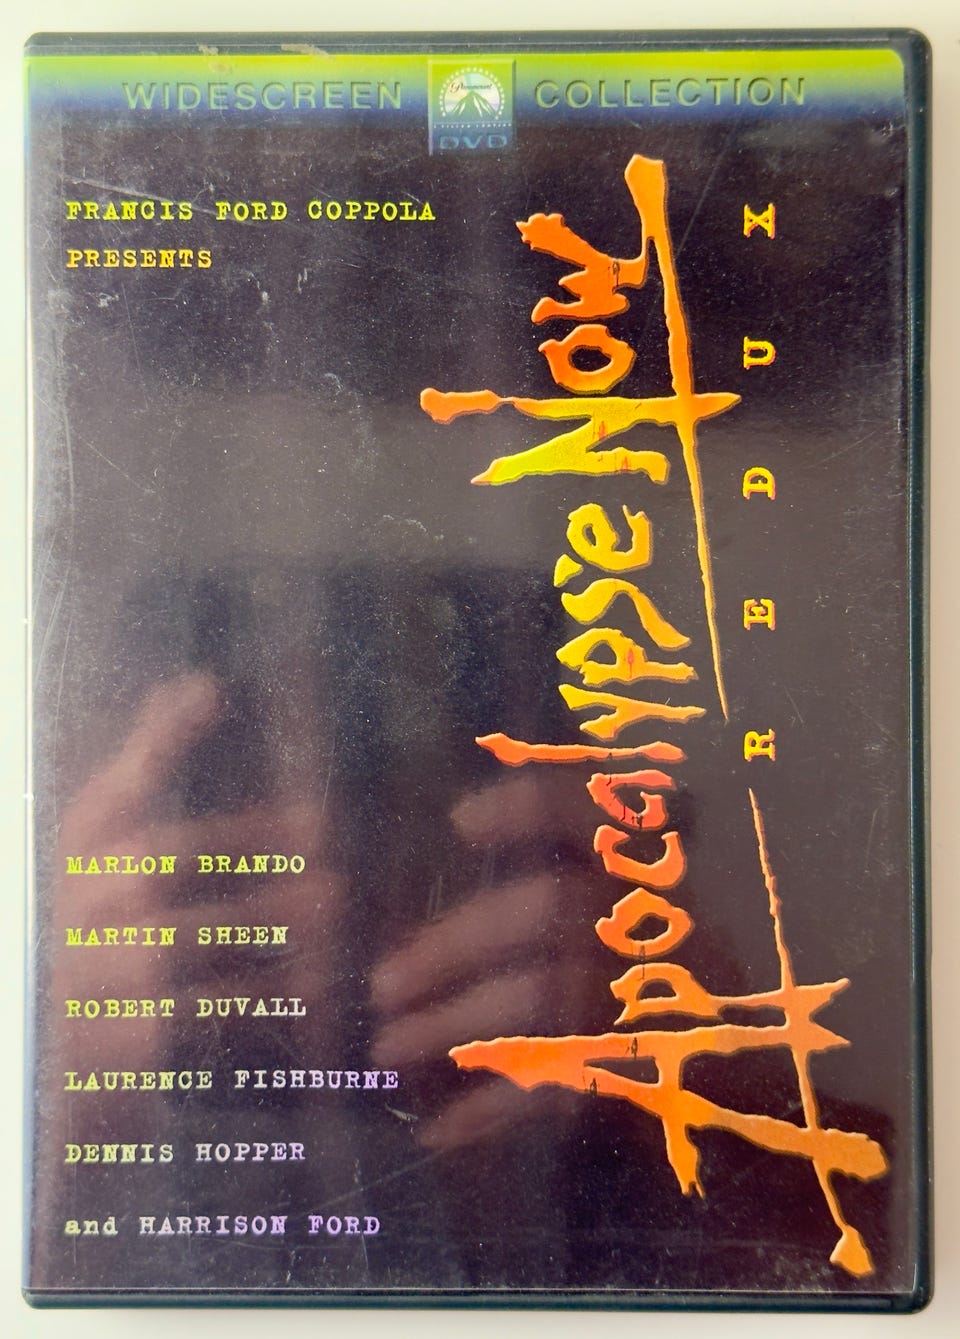 WIDESCREEN COLLECTION
Paramount
DVD
FRANCIS FORD COPPOLA
PRESENTS
Apocalypse Now
REDUX
MARLON BRANDO
MARTIN SHEEN
ROBERT DUVALL
LAURENCE FISHBURNE
DENNIS HOPPER
and HARRISON FORD